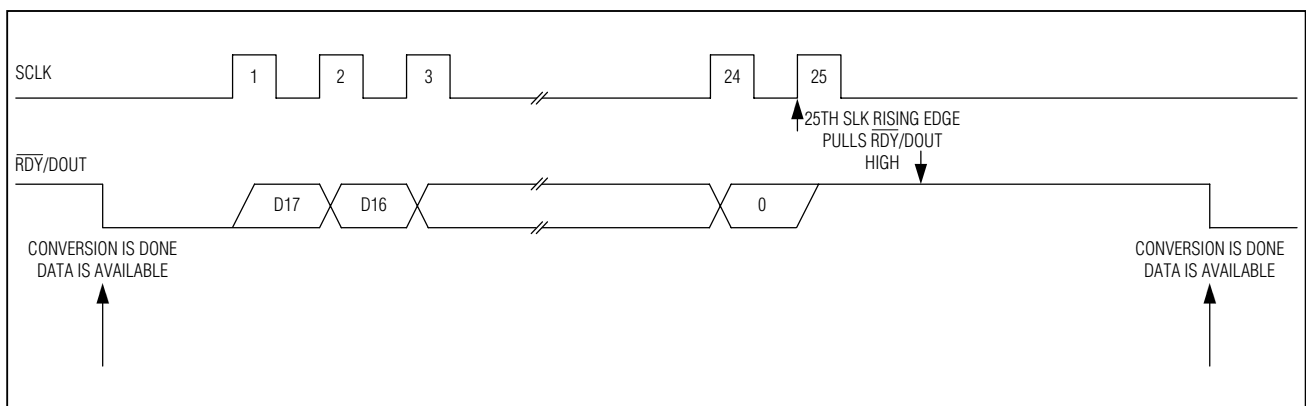 SCLK
1
2
3
24
25
25TH SLK RISING EDGE
PULLS RDY/DOUT
HIGH
RDY/DOUT
D17
D16
0
CONVERSION IS DONE
DATA IS AVAILABLE
CONVERSION IS DONE
DATA IS AVAILABLE